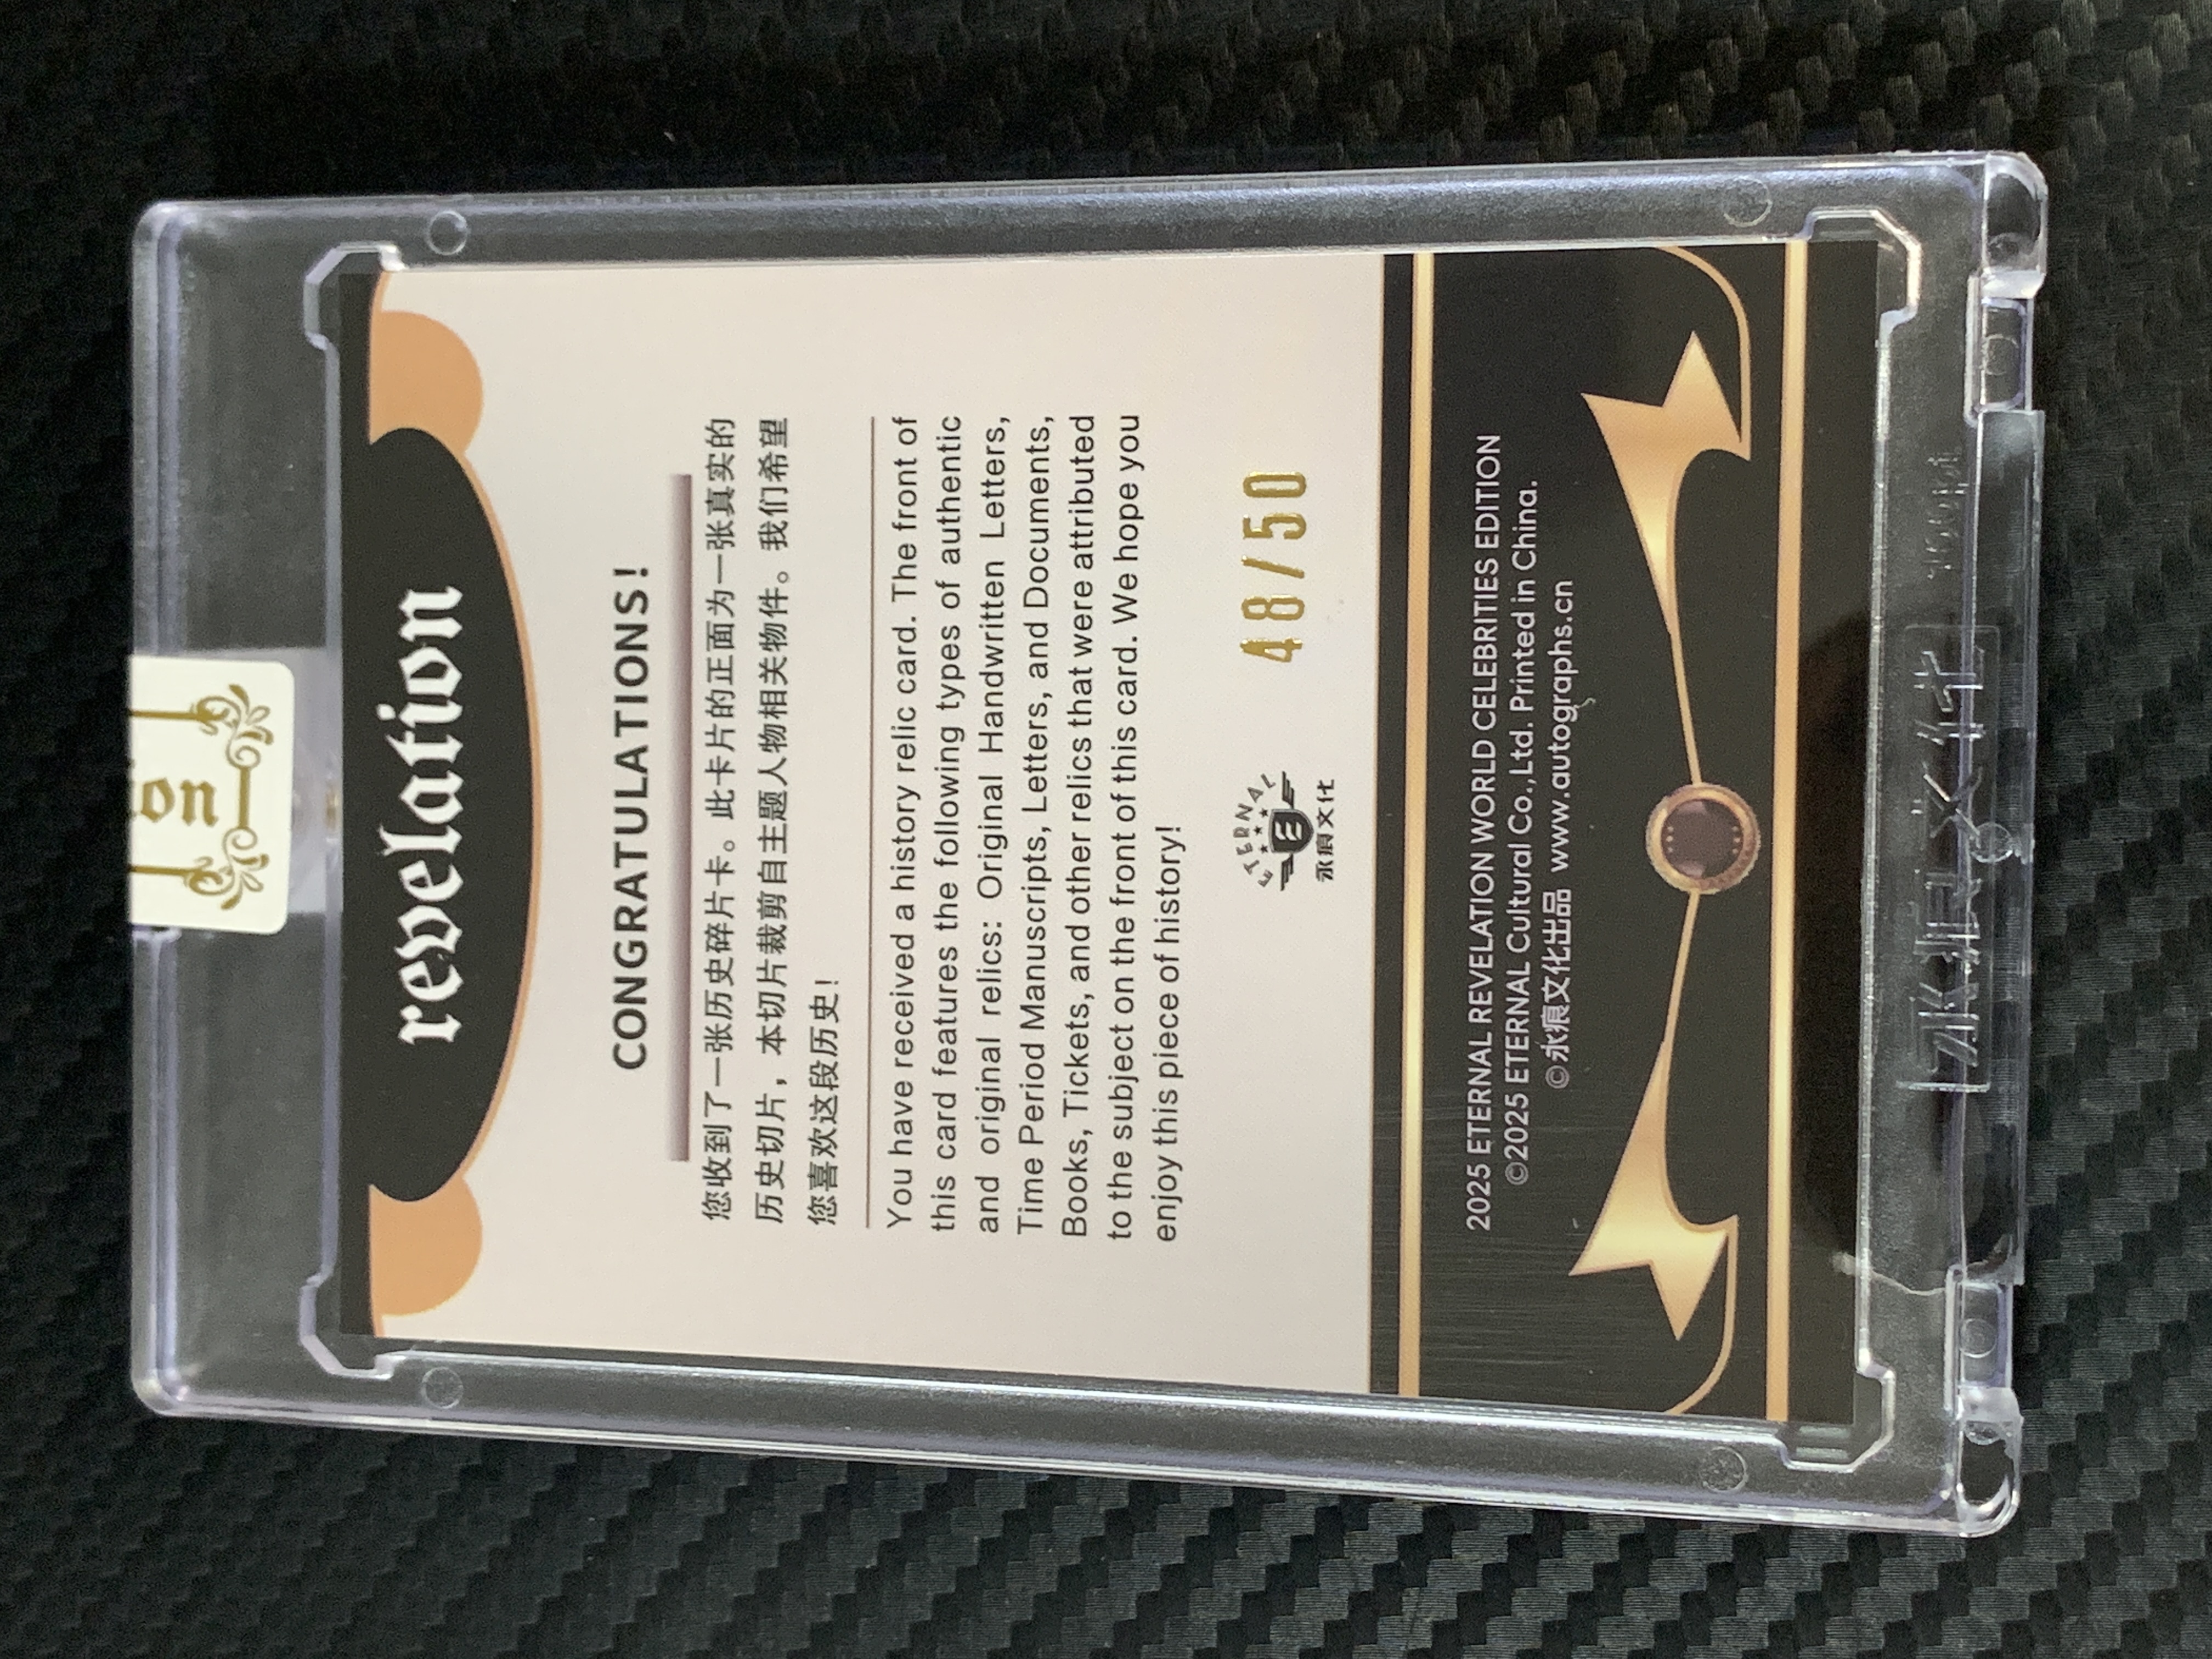 on
revelation
CONGRATULATIONS!
您收到了一张历史碎片卡。此卡片的正面为一张真实的
历史切片，本切片裁剪自主题人物相关物件。我们希望
您喜欢这段历史！
You have received a history relic card. The front of
this card features the following types of authentic
and original relics: Original Handwritten Letters,
Time Period Manuscripts, Letters, and Documents,
Books, Tickets, and other relics that were attributed
to the subject on the front of this card. We hope you
enjoy this piece of history!
ETERNAL
E
永痕文化
48/50
2025 ETERNAL REVELATION WORLD CELEBRITIES EDITION
©2025 ETERNAL Cultural Co.,Ltd. Printed in China.
©永痕文化出品 www.autographs.cn
永痕文化